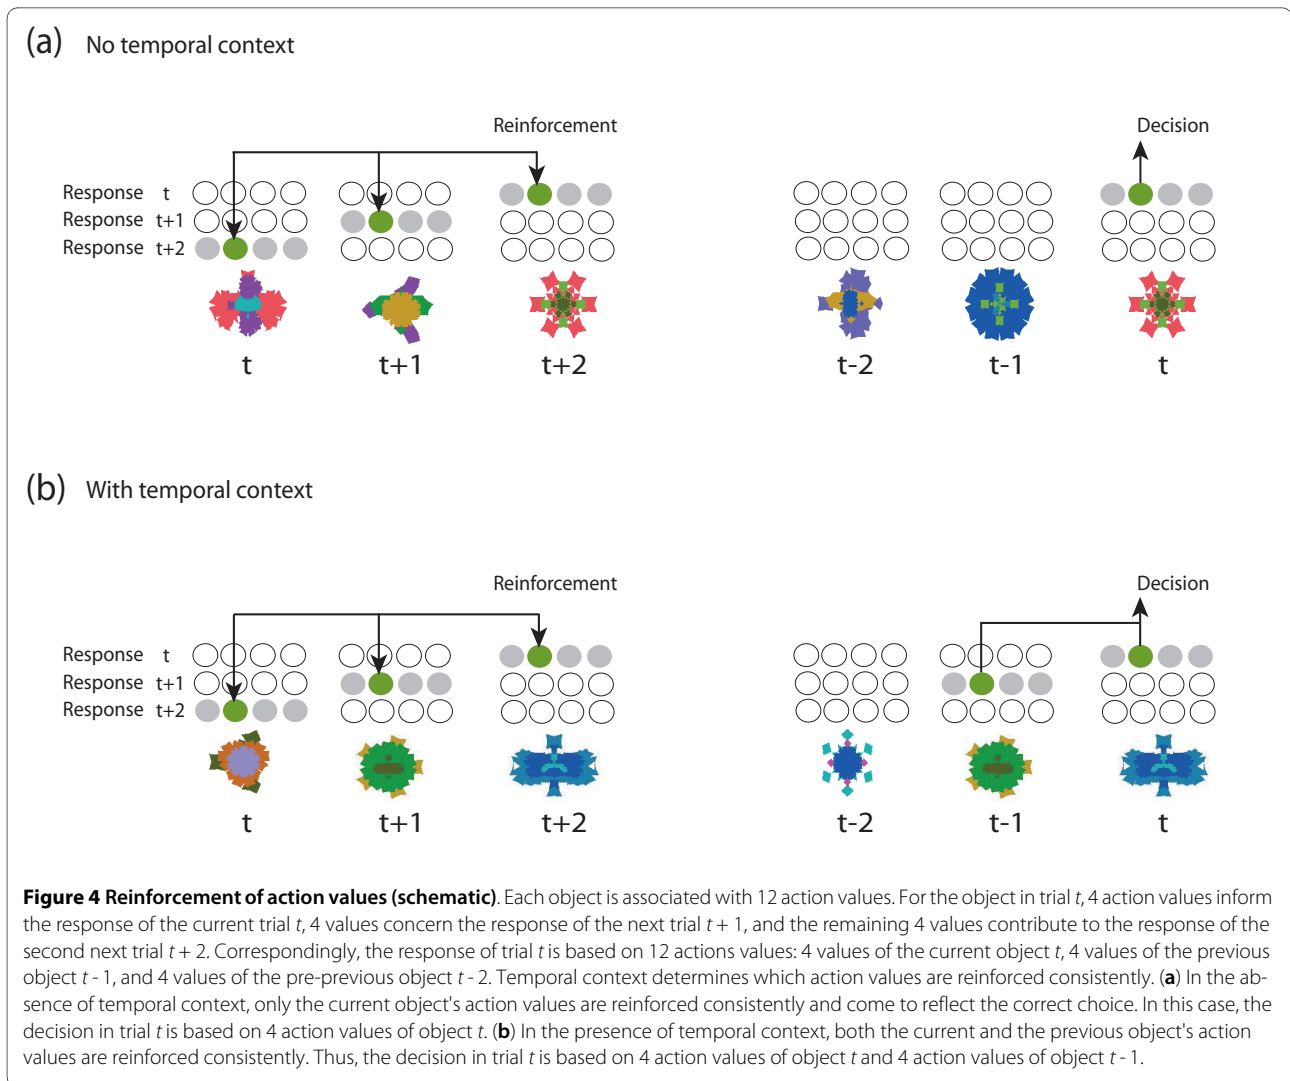 (a) No temporal context
Reinforcement
Decision
Response t
Response t+1
Response t+2
t t+1 t+2 t-2 t-1 t
(b) With temporal context
Reinforcement
Decision
Response t
Response t+1
Response t+2
t t+1 t+2 t-2 t-1 t
Figure 4 Reinforcement of action values (schematic). Each object is associated with 12 action values. For the object in trial t, 4 action values inform
the response of the current trial t, 4 values concern the response of the next trial t + 1, and the remaining 4 values contribute to the response of the
second next trial t + 2. Correspondingly, the response of trial t is based on 12 actions values: 4 values of the current object t, 4 values of the previous
object t - 1, and 4 values of the pre-previous object t - 2. Temporal context determines which action values are reinforced consistently. (a) In the ab-
sence of temporal context, only the current object's action values are reinforced consistently and come to reflect the correct choice. In this case, the
decision in trial t is based on 4 action values of object t. (b) In the presence of temporal context, both the current and the previous object's action
values are reinforced consistently. Thus, the decision in trial t is based on 4 action values of object t and 4 action values of object t - 1.